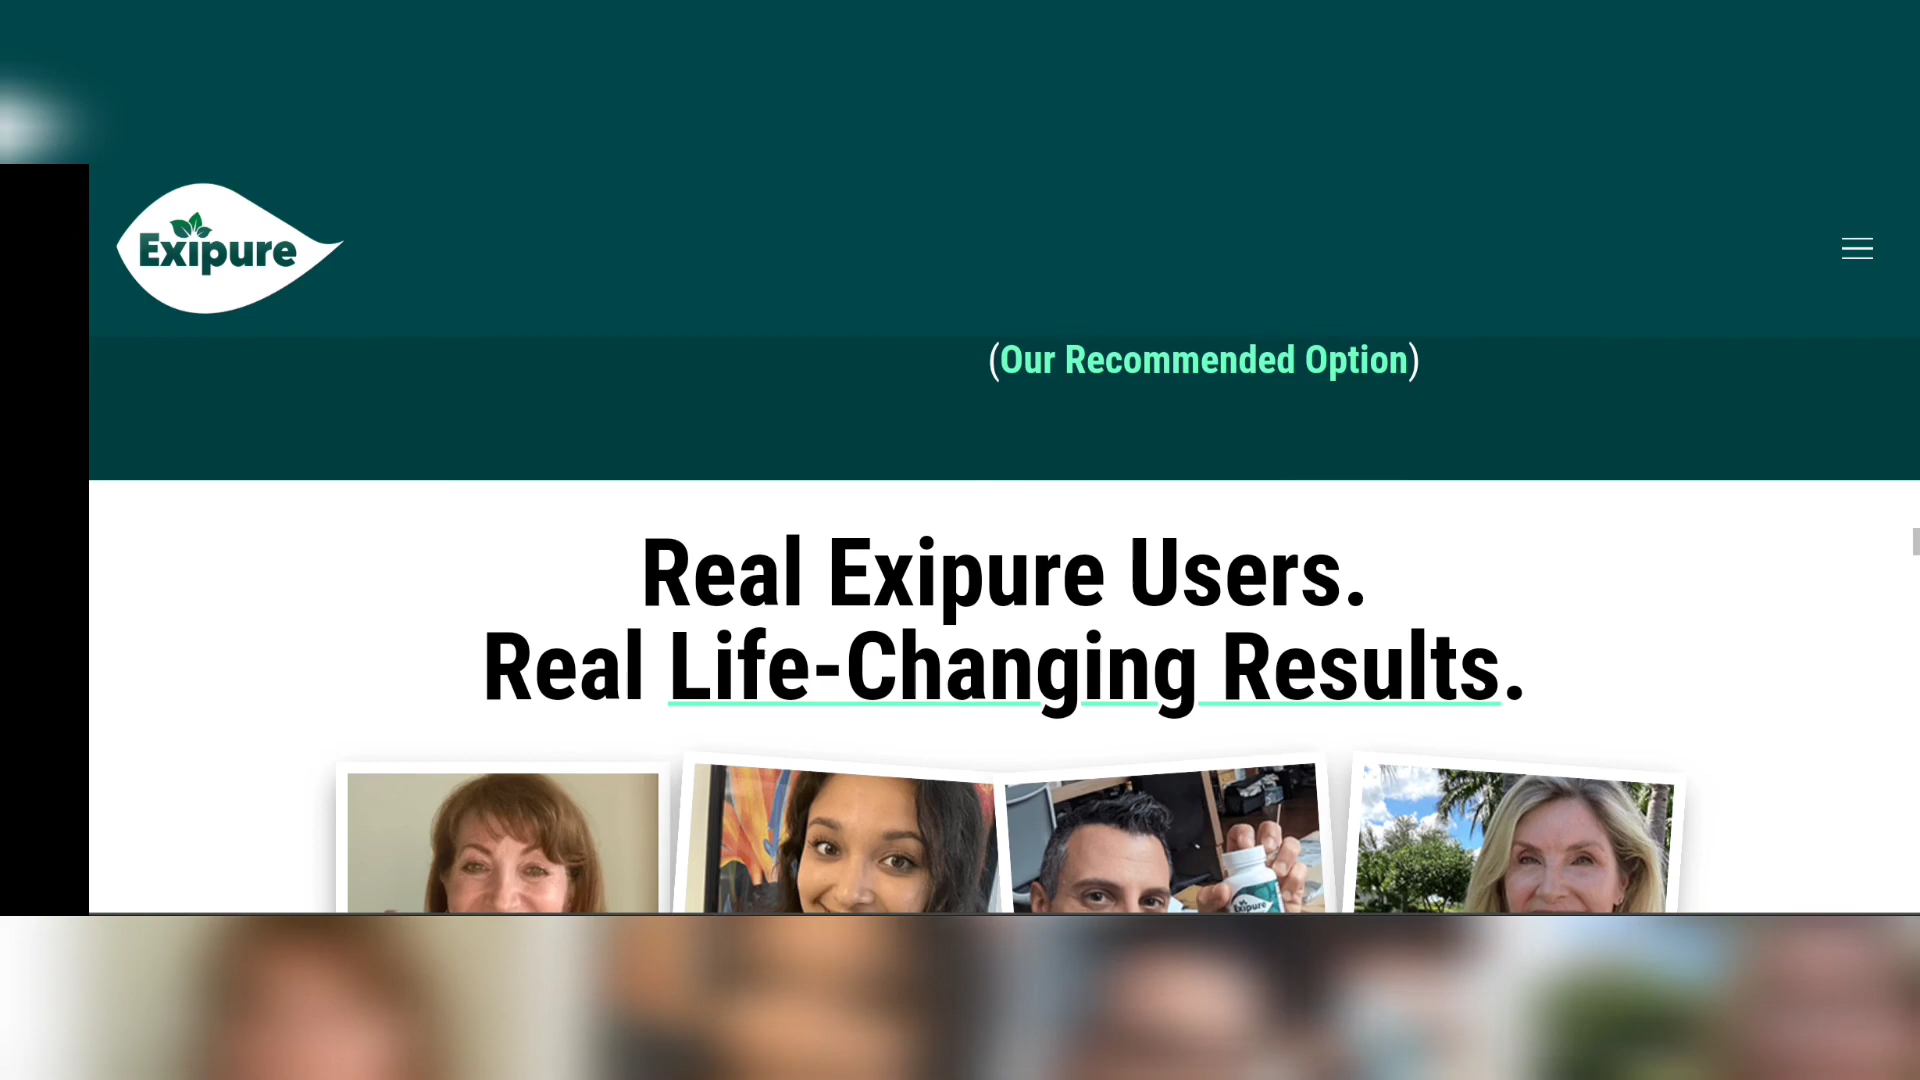 Exipure
(Our Recommended Option)
Real Exipure Users.
Real Life-Changing Results.
Exipure